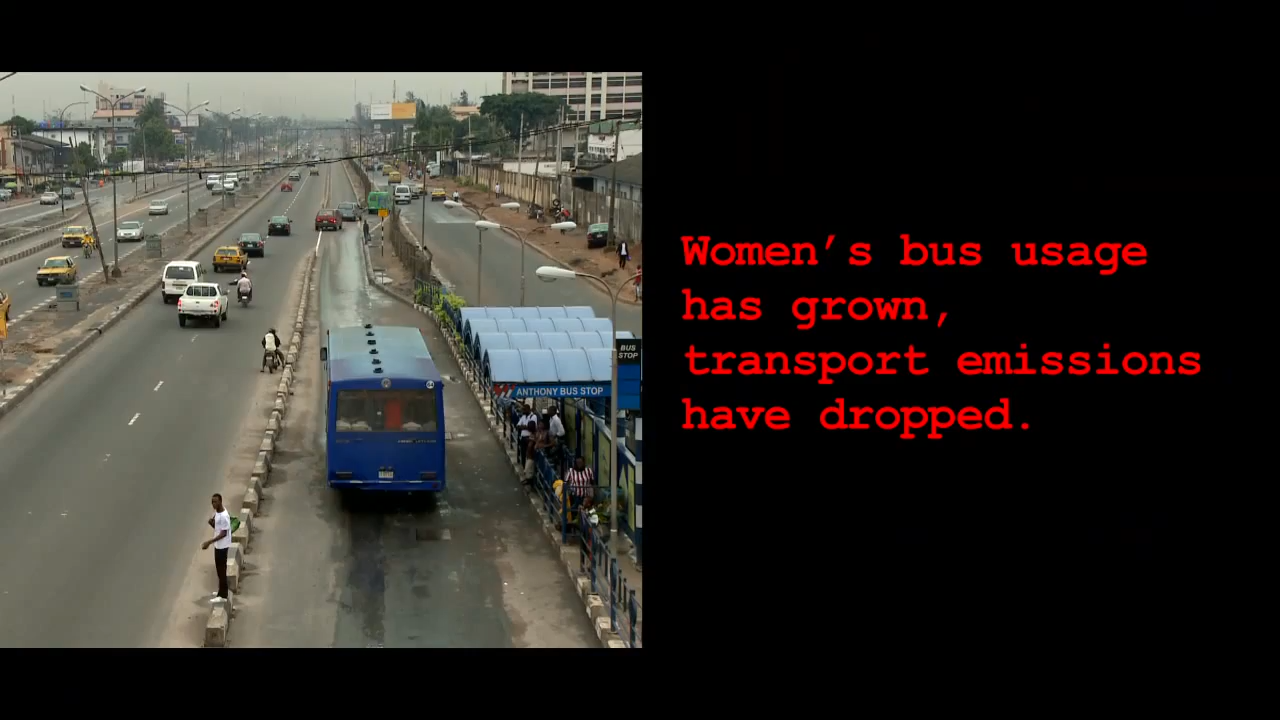 BUS
STOP
ANTHONY BUS STOP
Women’s bus usage
has grown,
transport emissions
have dropped.